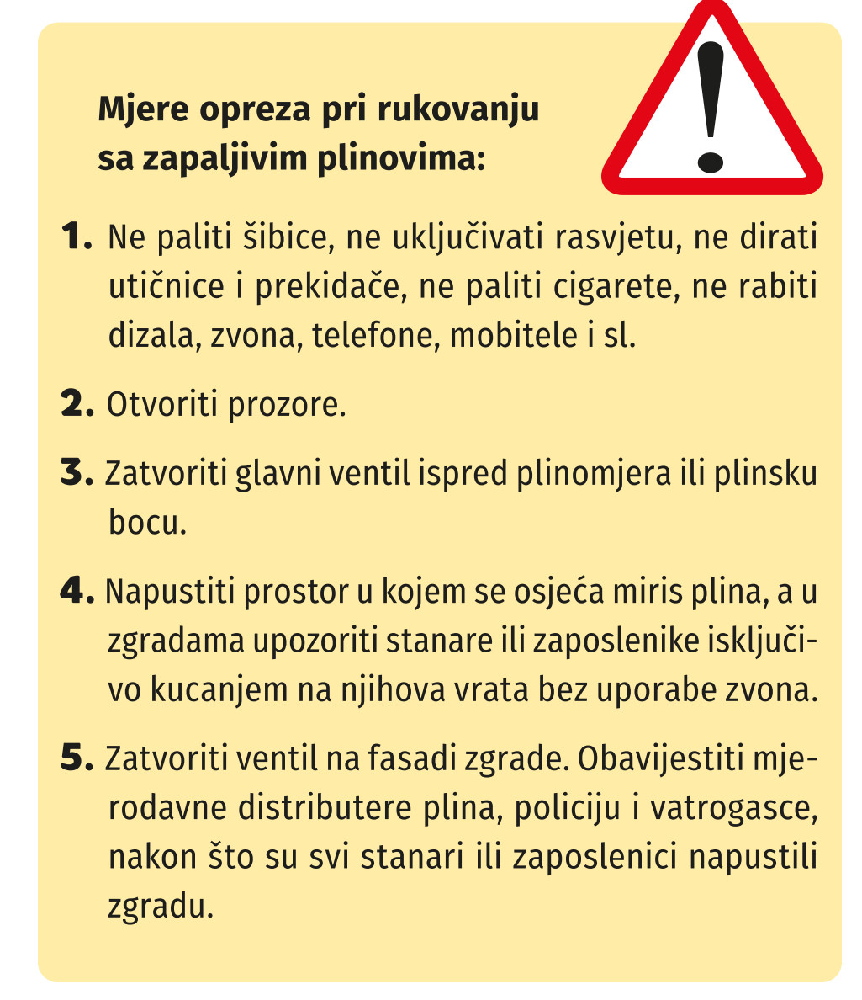 Mjere opreza pri rukovanju
sa zapaljivim plinovima:
1. Ne paliti šibice, ne uključivati rasvjetu, ne dirati
utičnice i prekidače, ne paliti cigarete, ne rabiti
dizala, zvona, telefone, mobitele i sl.
2. Otvoriti prozore.
3. Zatvoriti glavni ventil ispred plinomjera ili plinsku
bocu.
4. Napustiti prostor u kojem se osjeća miris plina, a u
zgradama upozoriti stanare ili zaposlenike isključi-
vo kucanjem na njihova vrata bez uporabe zvona.
5. Zatvoriti ventil na fasadi zgrade. Obavijestiti mje-
rodavne distributere plina, policiju i vatrogasce,
nakon što su svi stanari ili zaposlenici napustili
zgradu.